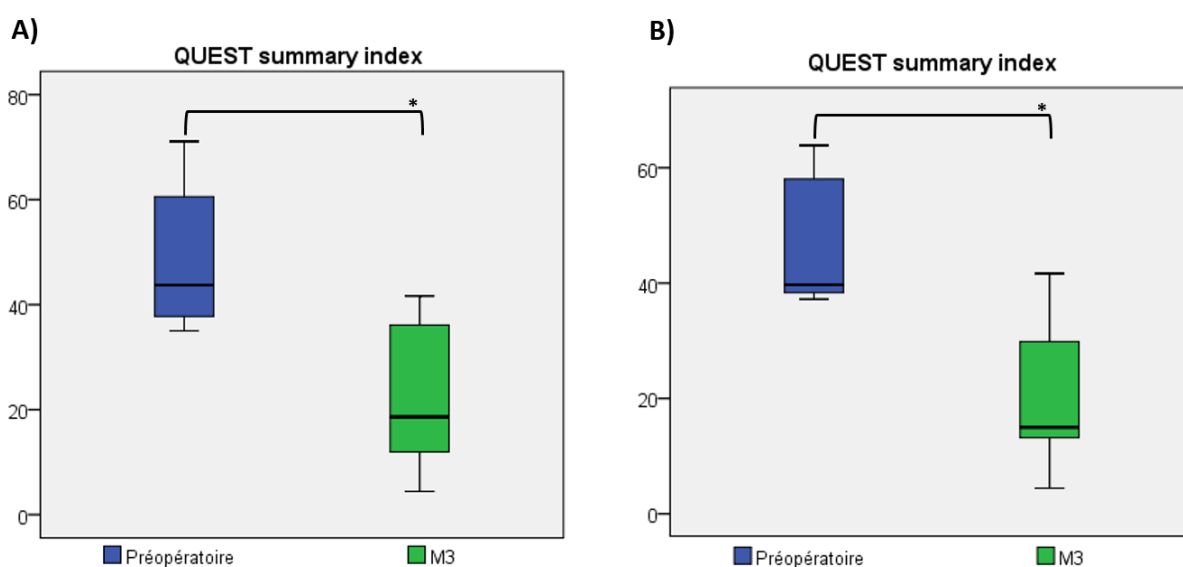 A)
QUEST summary index
80
60
40
20
0
*
Préopératoire
M3
B)
QUEST summary index
60
40
20
0
*
Préopératoire
M3